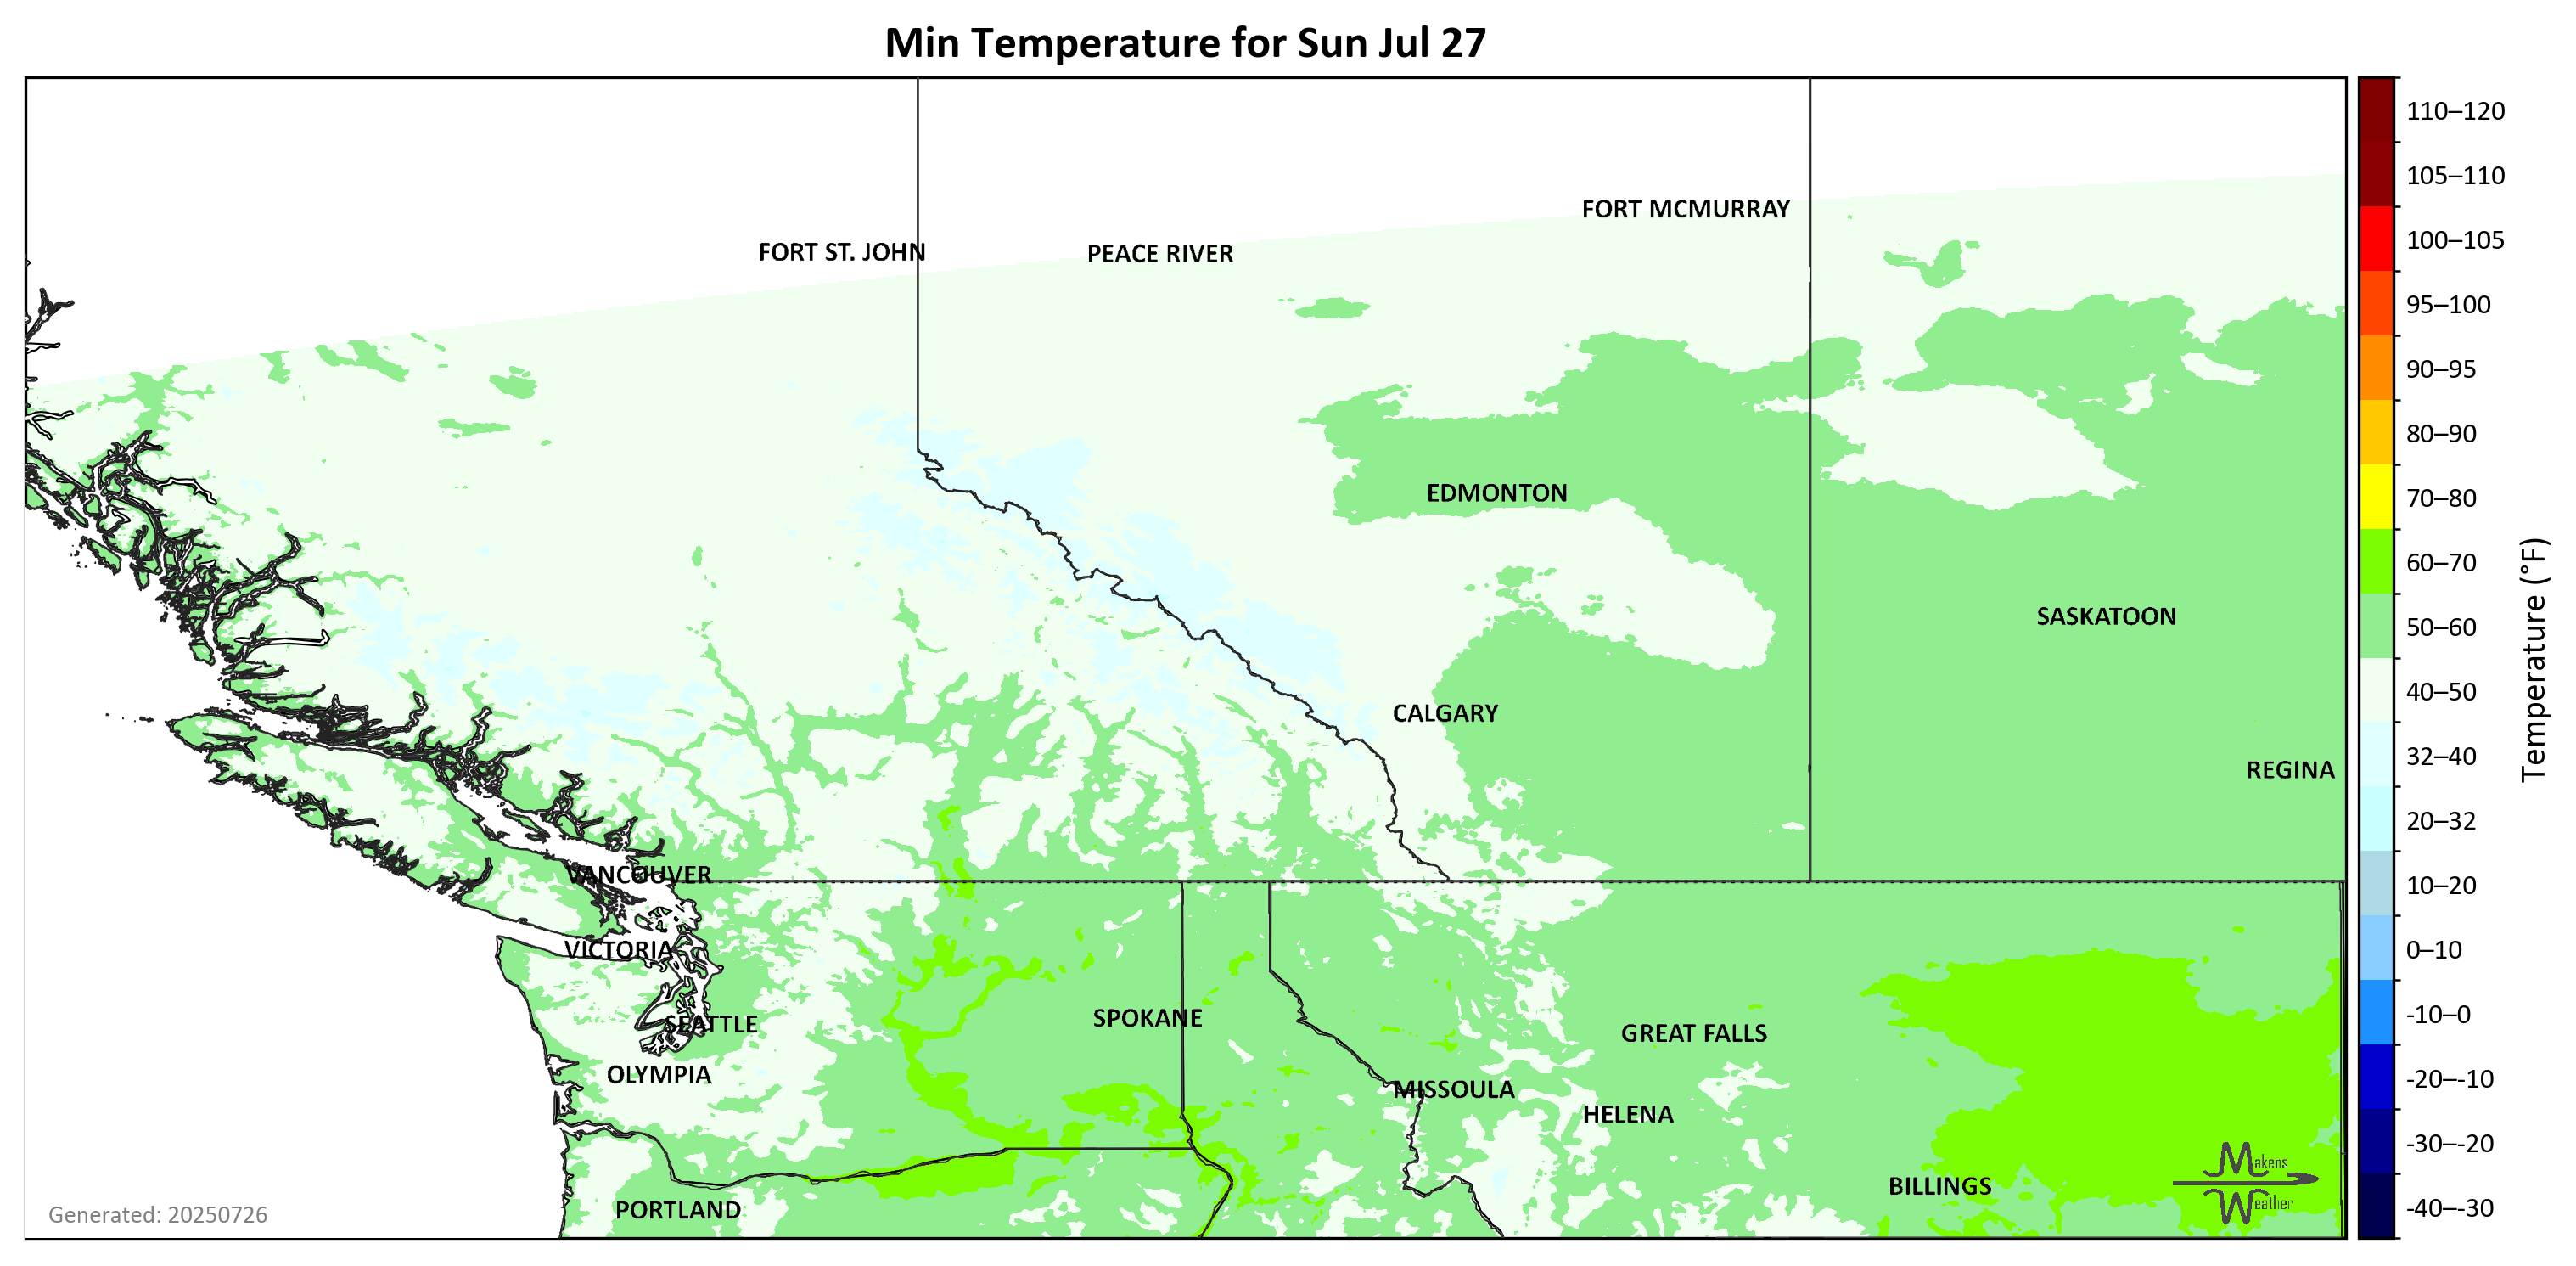 Min Temperature for Sun Jul 27
110–120
105–110
100–105
95–100
90–95
80–90
70–80
60–70
50–60
40–50
32–40
20–32
10–20
0–10
-10–0
-20–-10
-30–-20
-40–-30
Temperature (°F)
FORT MCMURRAY
FORT ST. JOHN
PEACE RIVER
EDMONTON
SASKATOON
CALGARY
REGINA
VANCOUVER
VICTORIA
SEATTLE
SPOKANE
GREAT FALLS
OLYMPIA
MISSOULA
HELENA
BILLINGS
PORTLAND
Makens
Weather
Generated: 20250726